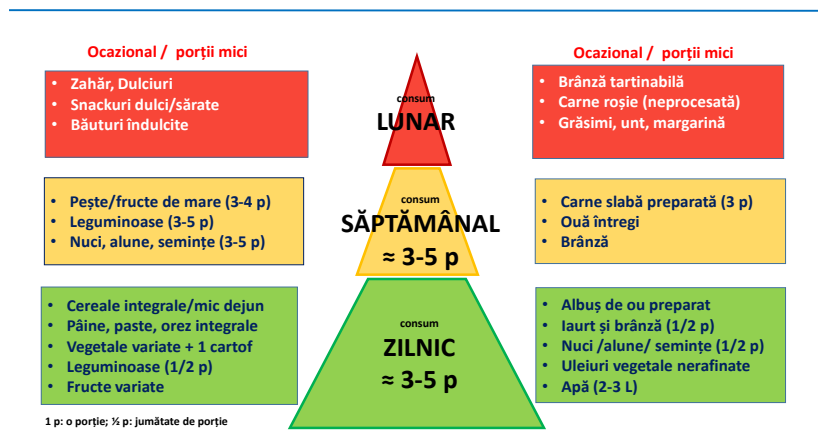 Ocazional / porții mici
• Zahăr, Dulciuri
• Snackuri dulci/sărate
• Băuturi îndulcite
consum
LUNAR
Ocazional / porții mici
• Brânză tartinabilă
• Carne roșie (neprocesată)
• Grăsimi, unt, margarină
• Pește/fructe de mare (3-4 p)
• Leguminoase (3-5 p)
• Nuci, alune, semințe (3-5 p)
consum
SĂPTĂMÂNAL
≈ 3-5 p
• Carne slabă preparată (3 p)
• Ouă întregi
• Brânză
• Cereale integrale/mic dejun
• Pâine, paste, orez integrale
• Vegetale variate + 1 cartof
• Leguminoase (1/2 p)
• Fructe variate
consum
ZILNIC
≈ 3-5 p
• Albuș de ou preparat
• Iaurt și brânză (1/2 p)
• Nuci /alune/ semințe (1/2 p)
• Uleiuri vegetale nerafinate
• Apă (2-3 L)
1 p: o porție; ½ p: jumătate de porție